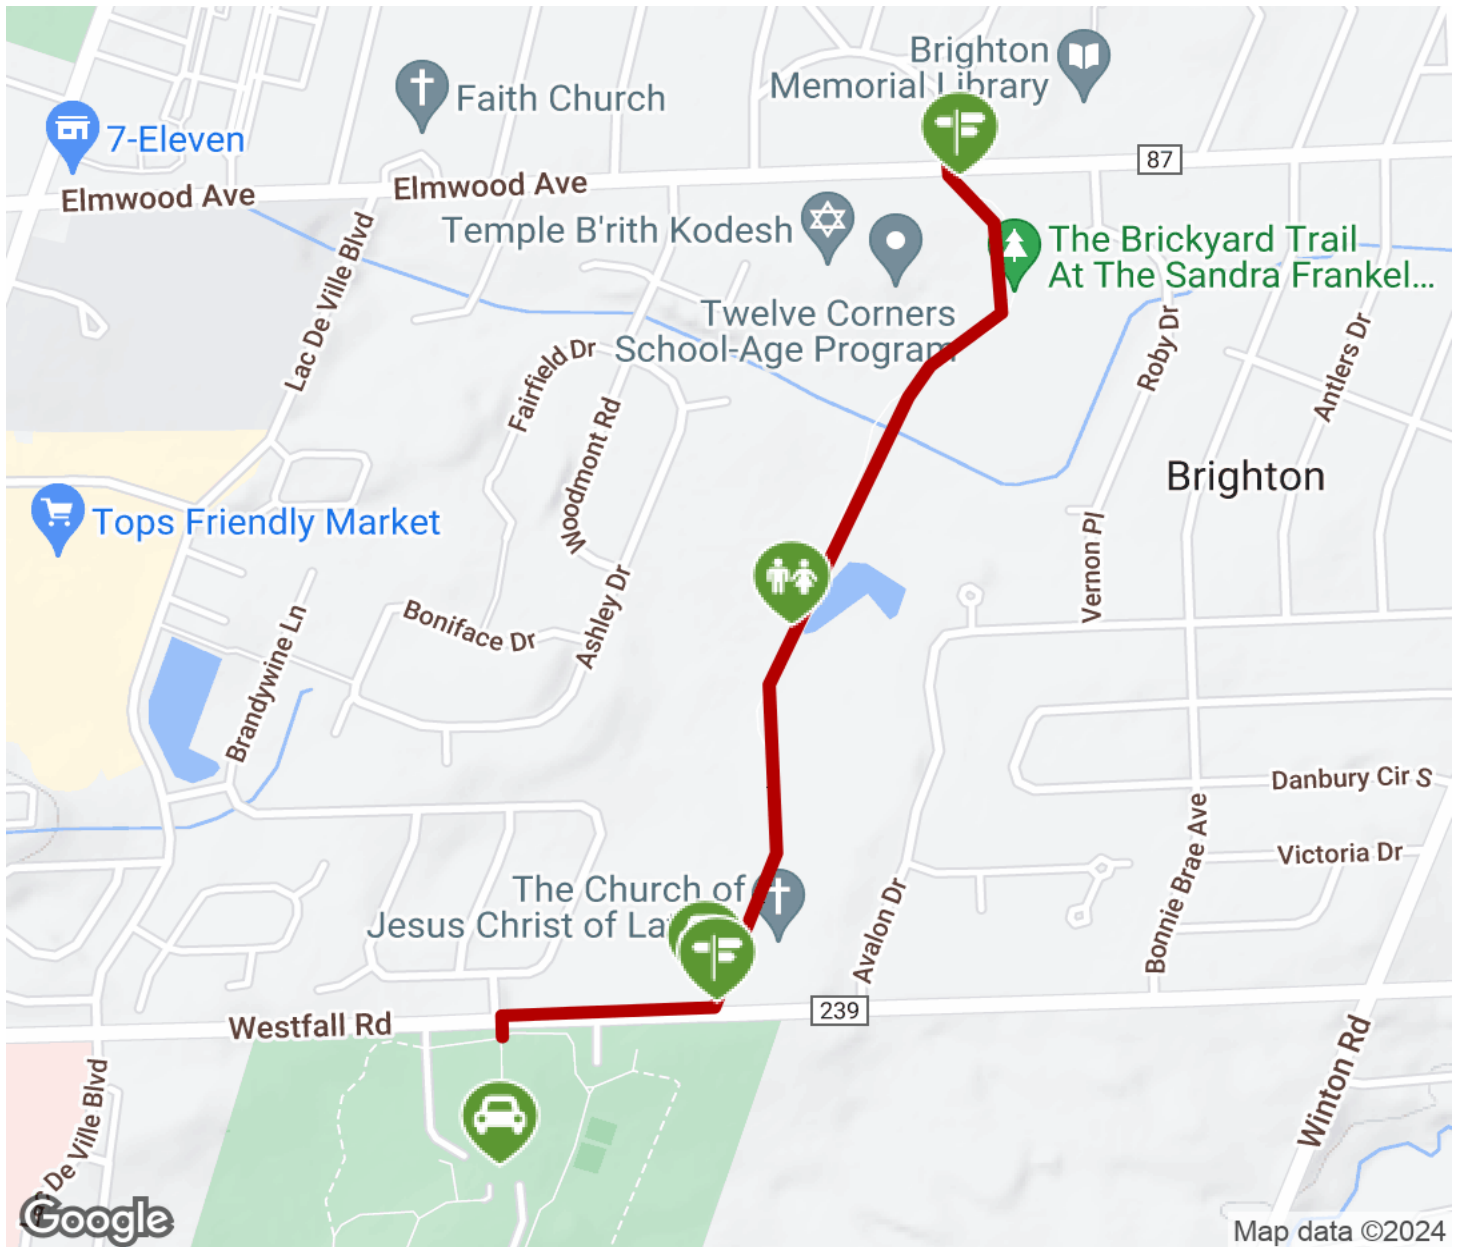 Brighton
Memorial Library
Faith Church
7-Eleven
87
Elmwood Ave
Elmwood Ave
Temple B'rith Kodesh
The Brickyard Trail
At The Sandra Frankel...
Lac De Ville Blvd
Twelve Corners
School-Age Program
Roby Dr
Antlers Dr
Fairfield Dr
Woodmont Rd
Brighton
Tops Friendly Market
Vernon Pl
Ashley Dr
Boniface Dr
Brandywine Ln
Danbury Cir S
Bonnie Brae Ave
Victoria Dr
The Church of
Jesus Christ of La
Avalon Dr
239
Westfall Rd
Winton Rd
De Ville Blvd
Google
Map data ©2024